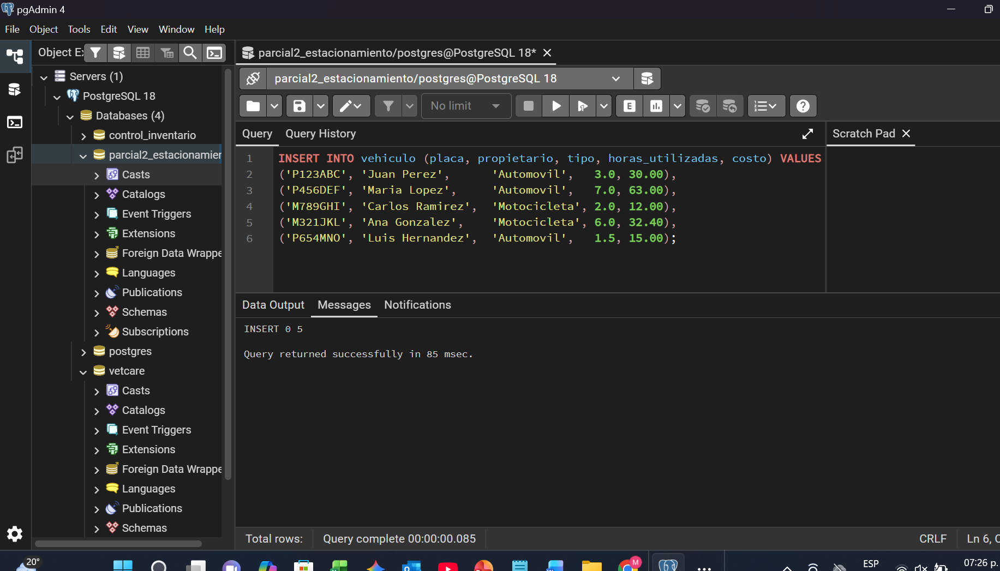 pgAdmin 4
File Object Tools Edit View Window Help
Object Ex
parcial2_estacionamiento/postgres@PostgreSQL 18*
Servers (1)
PostgreSQL 18
Databases (4)
control_inventario
parcial2_estacionamier
Casts
Catalogs
Event Triggers
Extensions
Foreign Data Wrappe
Languages
Publications
Schemas
Subscriptions
postgres
vetcare
Casts
Catalogs
Event Triggers
Extensions
Foreign Data Wrappe
Languages
Publications
Schemas
parcial2_estacionamiento/postgres@PostgreSQL 18
No limit
E
Query Query History
Scratch Pad
1 INSERT INTO vehiculo (placa, propietario, tipo, horas_utilizadas, costo) VALUES
2 ('P123ABC', 'Juan Perez', 'Automovil', 3.0, 30.00),
3 ('P456DEF', 'Maria Lopez', 'Automovil', 7.0, 63.00),
4 ('M789GHI', 'Carlos Ramirez', 'Motocicleta', 2.0, 12.00),
5 ('M321JKL', 'Ana Gonzalez', 'Motocicleta', 6.0, 32.40),
6 ('P654MNO', 'Luis Hernandez', 'Automovil', 1.5, 15.00);
Data Output Messages Notifications
INSERT 0 5
Query returned successfully in 85 msec.
Total rows: Query complete 00:00:00.085
CRLF Ln 6, C
20°
M
ESP
07:26 p.